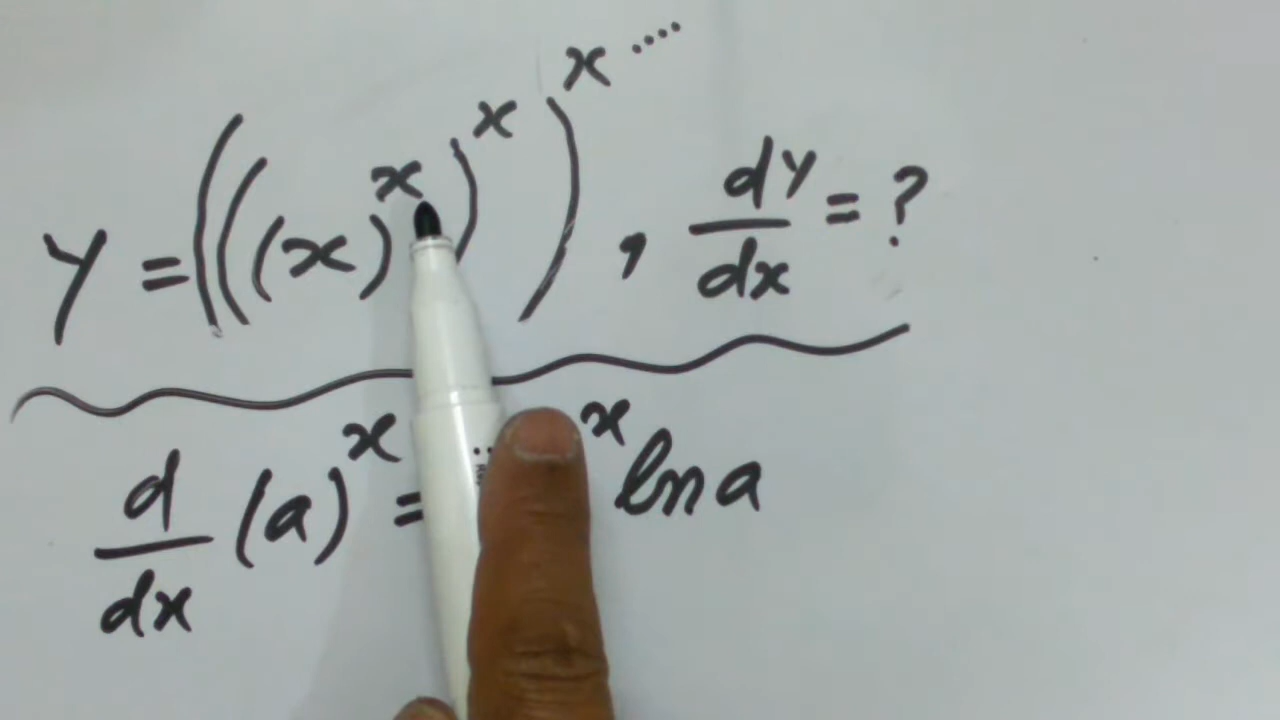 y = (((x)^x)^x)^x.... , dy/dx = ?
d/dx (a)^x = ^x ln a